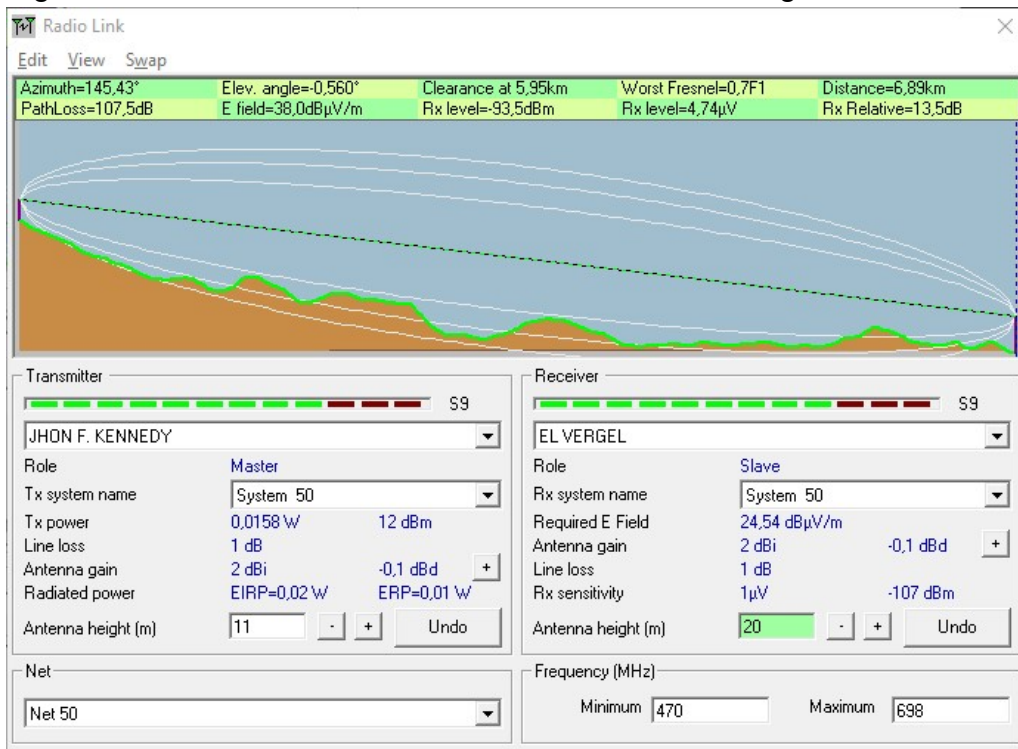 Radio Link
Edit View Swap
Azimuth=145,43° Elev. angle=-0,560° Clearance at 5,95km Worst Fresnel=0,7F1 Distance=6,89km
PathLoss=107,5dB E field=38,0dBµV/m Rx level=-93,5dBm Rx level=4,74µV Rx Relative=13,5dB
Transmitter
S9
JHON F. KENNEDY
Role Master
Tx system name System 50
Tx power 0,0158 W 12 dBm
Line loss 1 dB
Antenna gain 2 dBi -0,1 dBd +
Radiated power EIRP=0,02 W ERP=0,01 W
Antenna height (m) 11 - + Undo
Net
Net 50
Receiver
S9
EL VERGEL
Role Slave
Rx system name System 50
Required E Field 24,54 dBµV/m
Antenna gain 2 dBi -0,1 dBd +
Line loss 1 dB
Rx sensitivity 1µV -107 dBm
Antenna height (m) 20 - + Undo
Frequency (MHz)
Minimum 470 Maximum 698